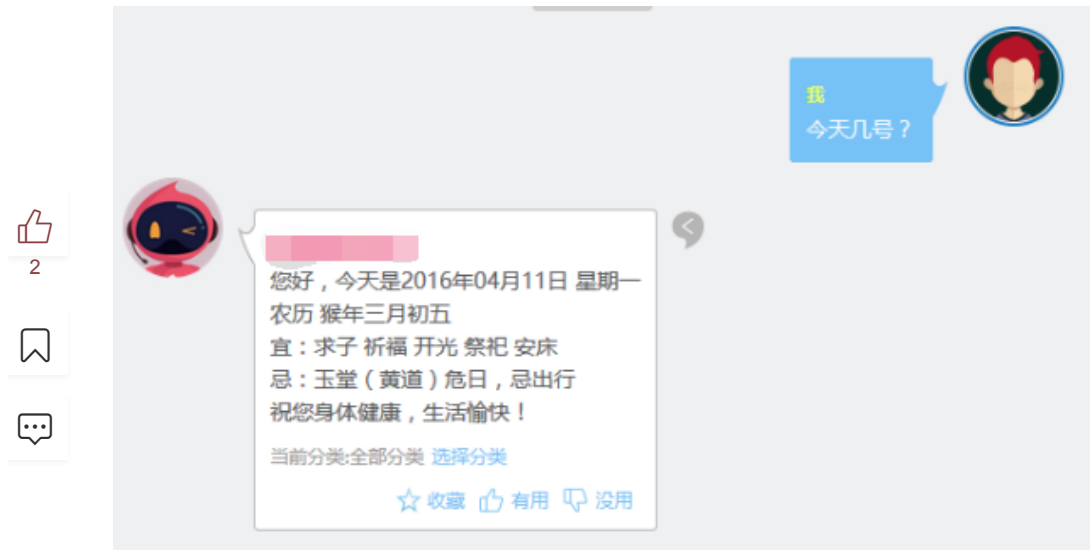 我
今天几号？
您好，今天是2016年04月11日 星期一
农历 猴年三月初五
宜：求子 祈福 开光 祭祀 安床
忌：玉堂（黄道）危日，忌出行
祝您身体健康，生活愉快！
当前分类:全部分类 选择分类
收藏 有用 没用
2